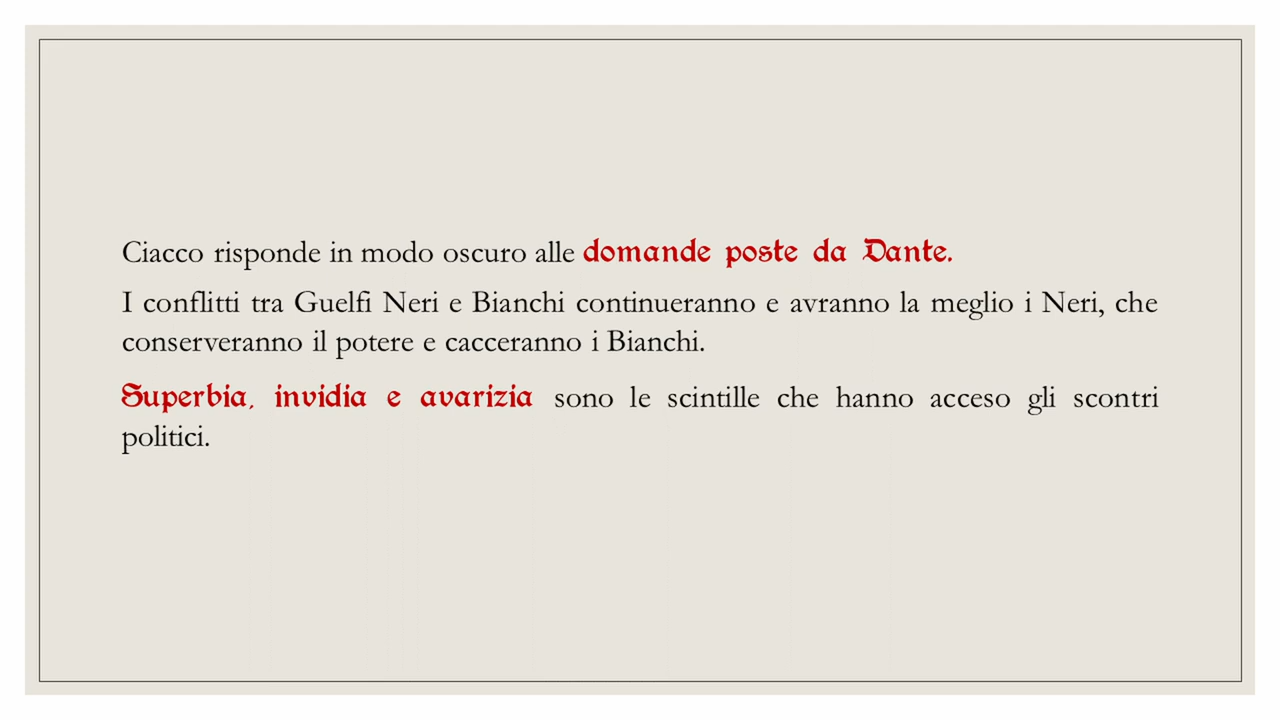 Ciacco risponde in modo oscuro alle domande poste da Dante.
I conflitti tra Guelfi Neri e Bianchi continueranno e avranno la meglio i Neri, che
conserveranno il potere e cacceranno i Bianchi.
Superbia, invidia e avarizia sono le scintille che hanno acceso gli scontri
politici.